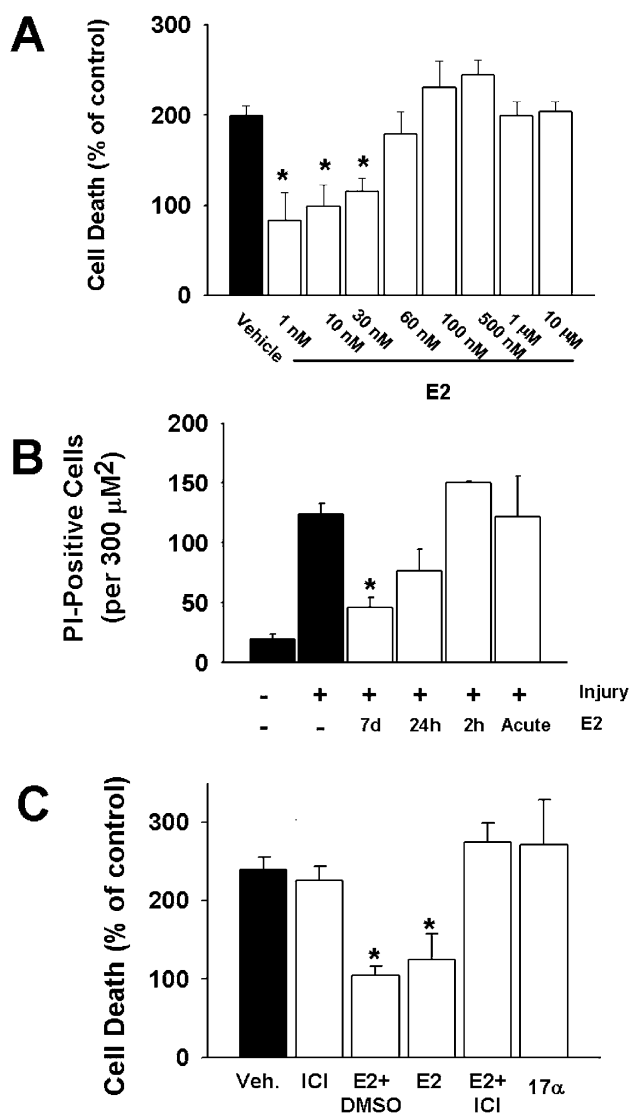 A
Cell Death (% of control)
300
200
100
0
* * *
Vehicle 1 nM 10 nM 30 nM 60 nM 100 nM 500 nM 1 μM 10 μM
E2
B
PI-Positive Cells
(per 300 μM²)
200
150
100
50
0
*
- + + + + + Injury
- - 7d 24h 2h Acute E2
C
Cell Death (% of control)
300
200
100
0
* *
Veh. ICI E2+ E2 E2+ 17α
DMSO ICI